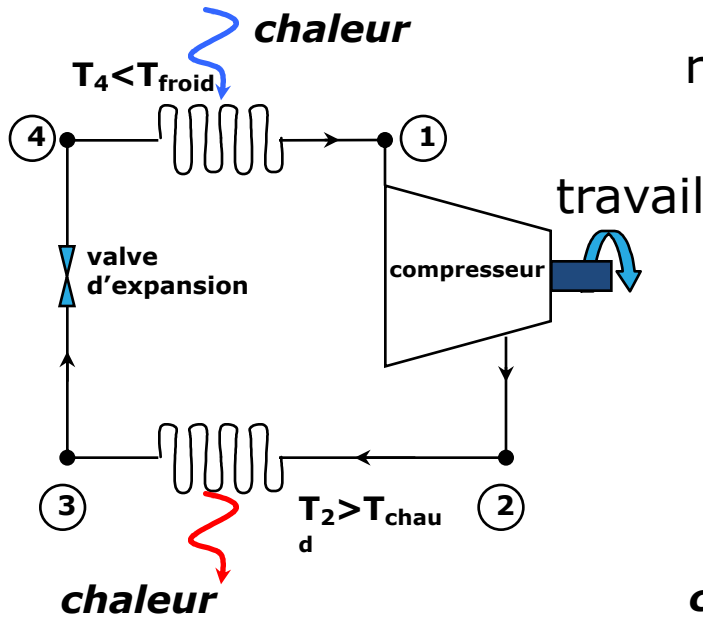 chaleur
r
T4<Tfroid
4
1
travail
valve
d'expansion
compresseur
3
T2>Tchau
d
2
chaleur
c